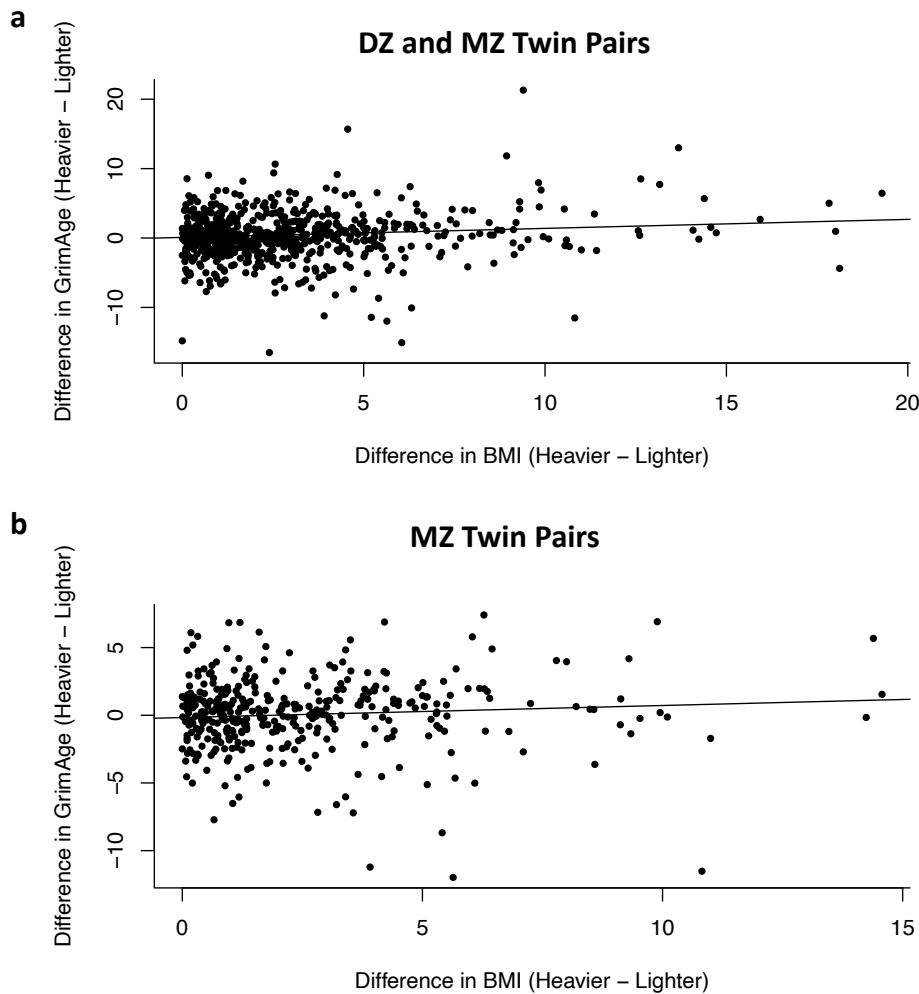 a
DZ and MZ Twin Pairs
Difference in GrimAge (Heavier – Lighter)
20
10
0
−10
0 5 10 15 20
Difference in BMI (Heavier – Lighter)
b
MZ Twin Pairs
Difference in GrimAge (Heavier – Lighter)
5
0
−5
−10
0 5 10 15
Difference in BMI (Heavier – Lighter)